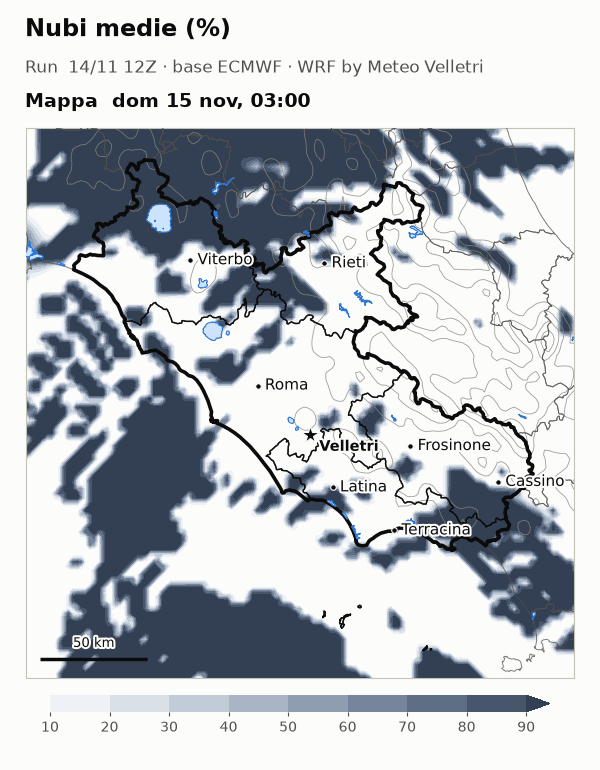 Nubi medie (%)
Run  14/11 12Z · base ECMWF · WRF by Meteo Velletri
Mappa  dom 15 nov, 03:00
Viterbo
Rieti
Roma
Velletri
Frosinone
Cassino
Latina
Terracina
50 km
10 20 30 40 50 60 70 80 90